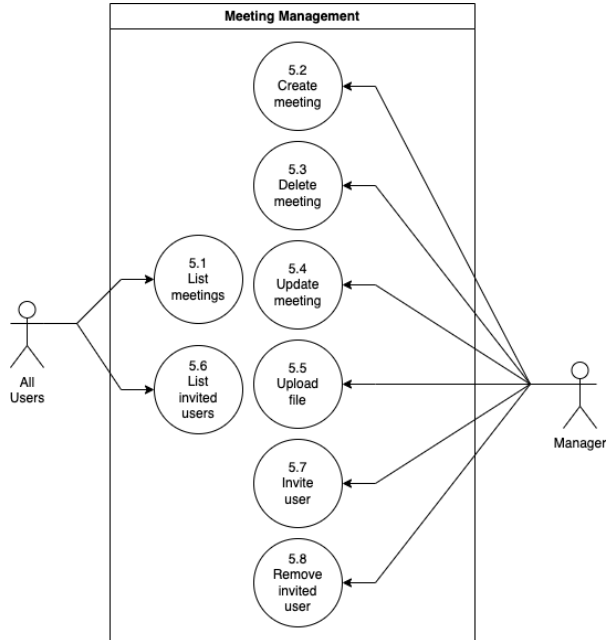 Meeting Management
5.2
Create
meeting
5.3
Delete
meeting
5.1
List
meetings
5.4
Update
meeting
All
Users
5.6
List
invited
users
5.5
Upload
file
Manager
5.7
Invite
user
5.8
Remove
invited
user